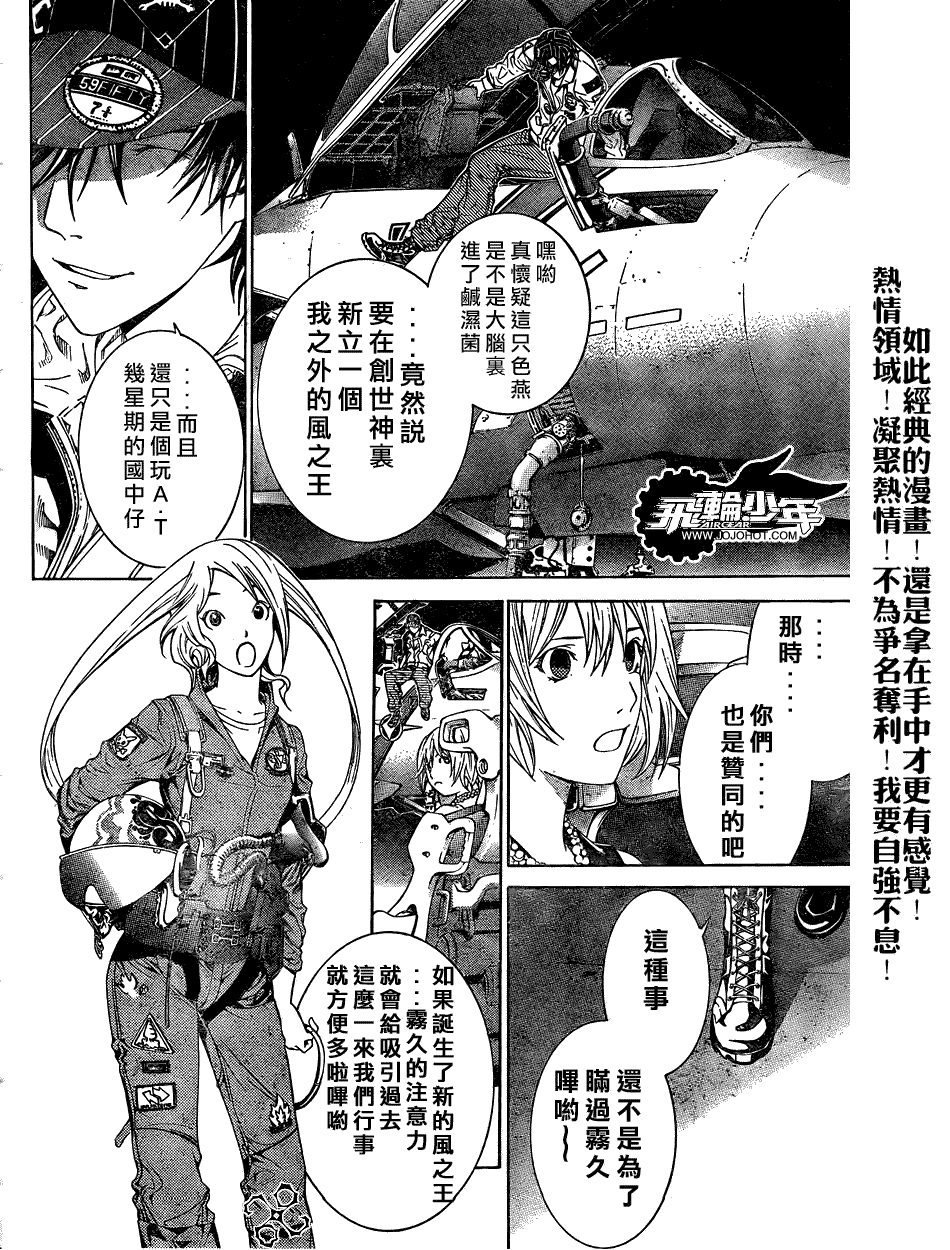 如此經典的漫畫！還是拿在手中才更有感覺！
熱情領域！凝聚熱情！不為爭名奪利！我要自強不息！
嘿喲
真懷疑這只色燕
是不是大腦裏
進了鹹濕菌
....竟然說
要在創世神裏
新立一個
我之外的風之王
...而且
還只是個玩A.T
幾星期的國中仔
59FIFTY
飛輪少年
AIRGEAR
WWW.JOJOHOT.COM
...
那時....
你們...
也是贊同的吧
這種事
還不是為了
瞞過霧久
嗶喲~
如果誕生了新的風之王
...霧久的注意力
就會給吸引過去
這麼一來我們行事
就方便多啦嗶喲